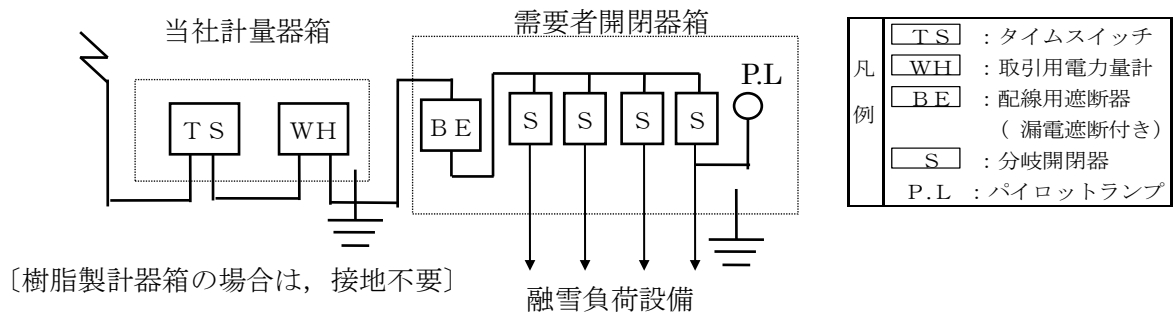 当社計量器箱
需要者開閉器箱
ＴＳ
ＷＨ
ＢＥ
Ｓ
Ｓ
Ｓ
Ｓ
P.L
〔樹脂製計器箱の場合は，接地不要〕
融雪負荷設備
凡例
ＴＳ ：タイムスイッチ
ＷＨ ：取引用電力量計
ＢＥ ：配線用遮断器
（ 漏電遮断付き）
Ｓ ：分岐開閉器
Ｐ.Ｌ ：パイロットランプ